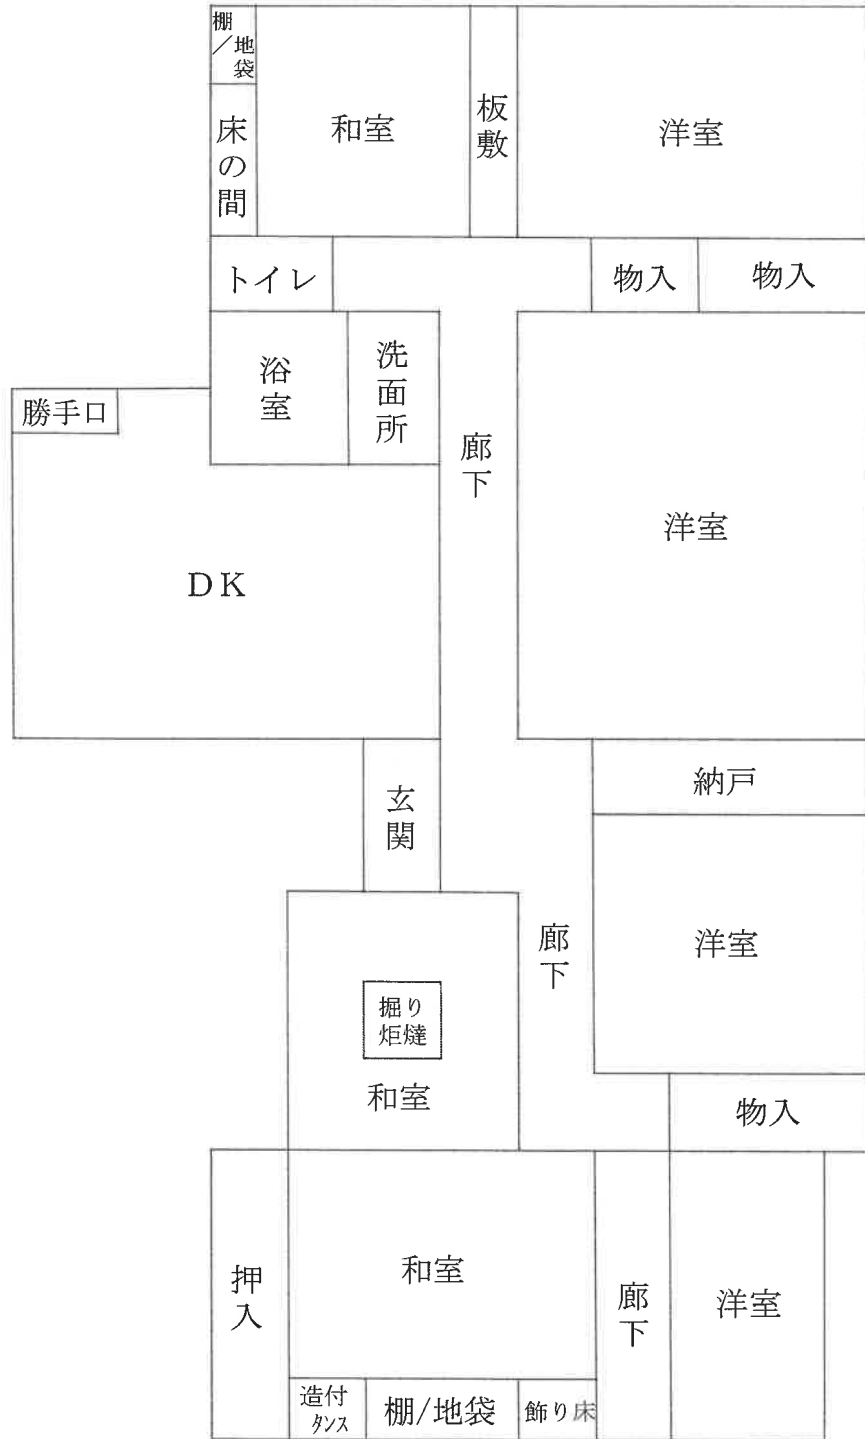 棚
／地
袋
床の間
和室
板敷
洋室
トイレ
物入
物入
浴室
洗面所
勝手口
廊下
洋室
DK
納戸
玄関
廊下
洋室
掘り
炬燵
和室
物入
押入
和室
廊下
洋室
造付
タンス
棚/地袋
飾り床